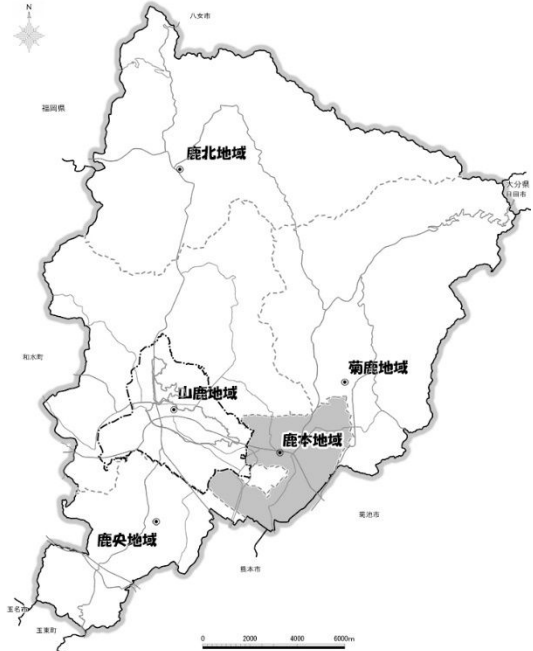 N
八女市
福岡県
鹿北地域
大分県
日田市
和水町
菊鹿地域
山鹿地域
鹿本地域
菊池市
鹿央地域
熊本市
玉名市
玉東町
0 2000 4000 6000m